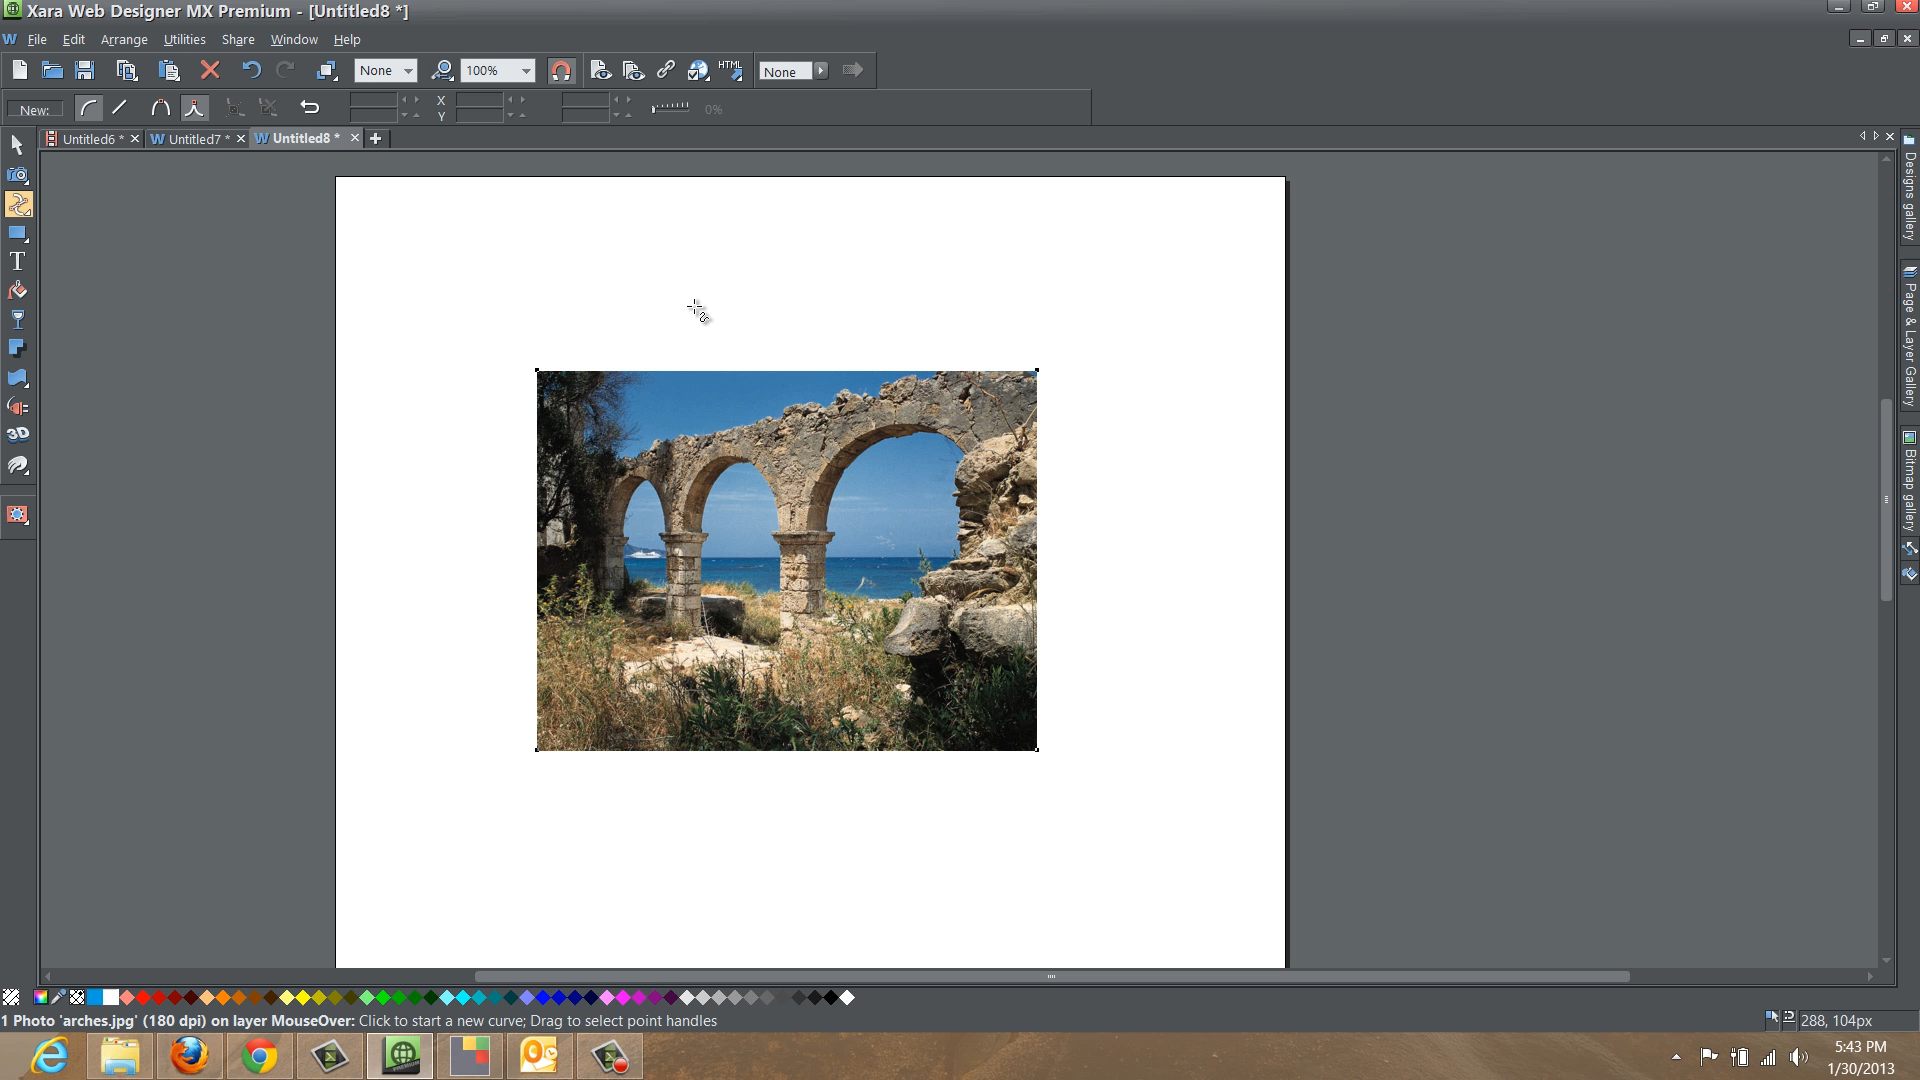 Xara Web Designer MX Premium - [Untitled8 *]
W File Edit Arrange Utilities Share Window Help
None 100% HTML None
New: X Y 0%
Untitled6 * W Untitled7 * W Untitled8 *
T
3D
Designs gallery
Page & Layer Gallery
Bitmap gallery
1 Photo 'arches.jpg' (180 dpi) on layer MouseOver: Click to start a new curve; Drag to select point handles
288, 104px
5:43 PM
1/30/2013